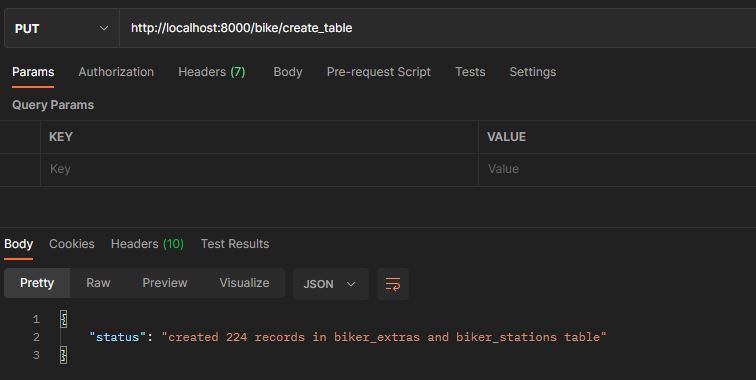 PUT http://localhost:8000/bike/create_table
Params Authorization Headers (7) Body Pre-request Script Tests Settings
Query Params
KEY VALUE
Key Value
Body Cookies Headers (10) Test Results
Pretty Raw Preview Visualize JSON
1 {
2 "status": "created 224 records in biker_extras and biker_stations table"
3 }